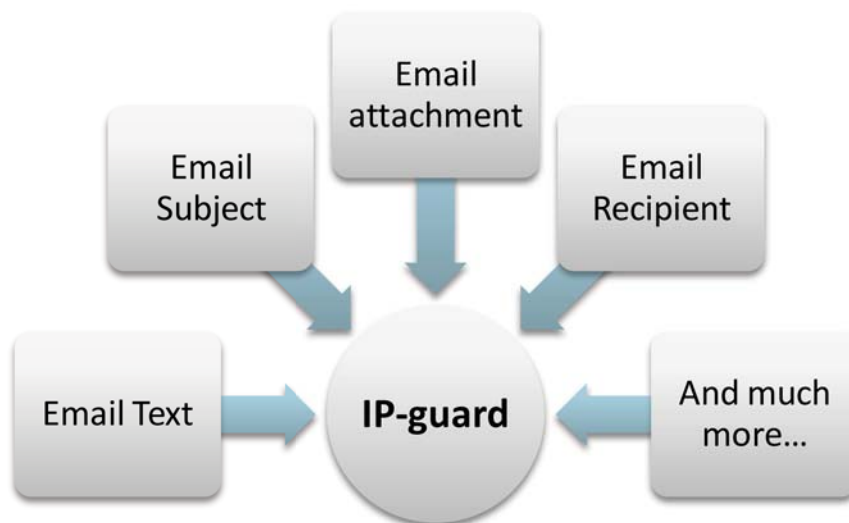 Email
attachment
Email
Subject
Email
Recipient
Email Text
IP-guard
And much
more...